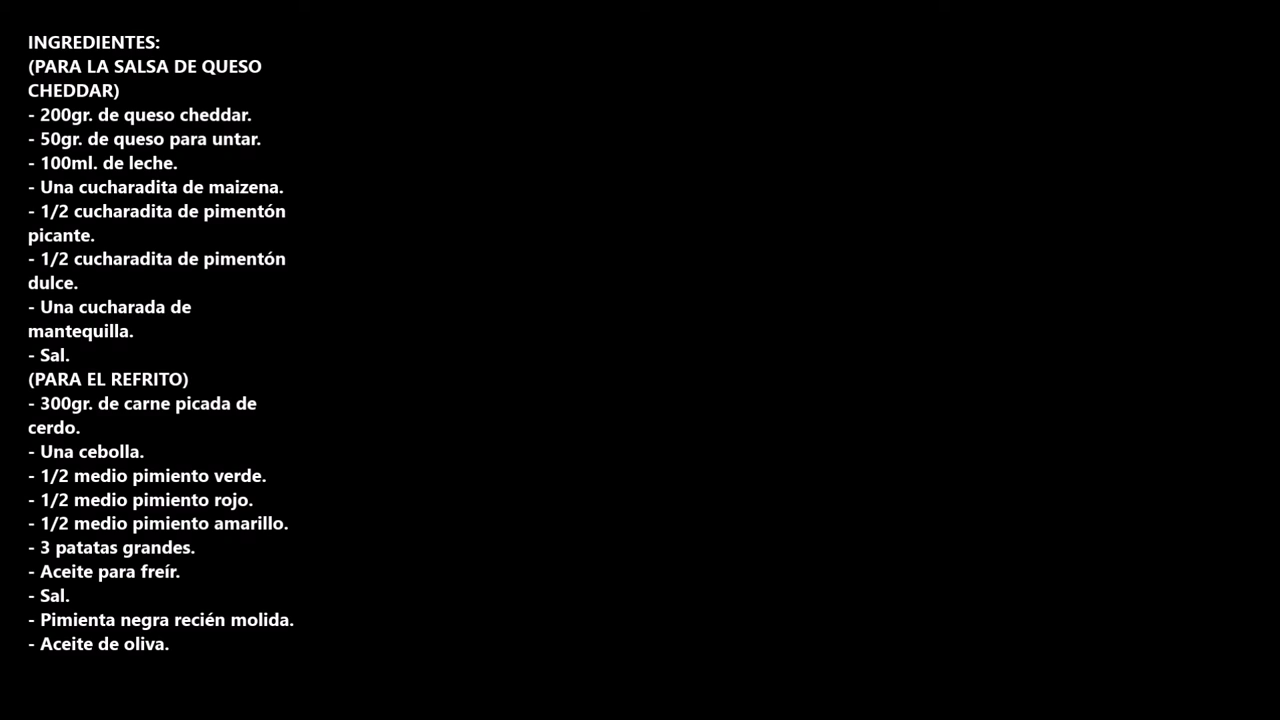 INGREDIENTES:
(PARA LA SALSA DE QUESO
CHEDDAR)
- 200gr. de queso cheddar.
- 50gr. de queso para untar.
- 100ml. de leche.
- Una cucharadita de maizena.
- 1/2 cucharadita de pimentón
picante.
- 1/2 cucharadita de pimentón
dulce.
- Una cucharada de
mantequilla.
- Sal.
(PARA EL REFRITO)
- 300gr. de carne picada de
cerdo.
- Una cebolla.
- 1/2 medio pimiento verde.
- 1/2 medio pimiento rojo.
- 1/2 medio pimiento amarillo.
- 3 patatas grandes.
- Aceite para freír.
- Sal.
- Pimienta negra recién molida.
- Aceite de oliva.